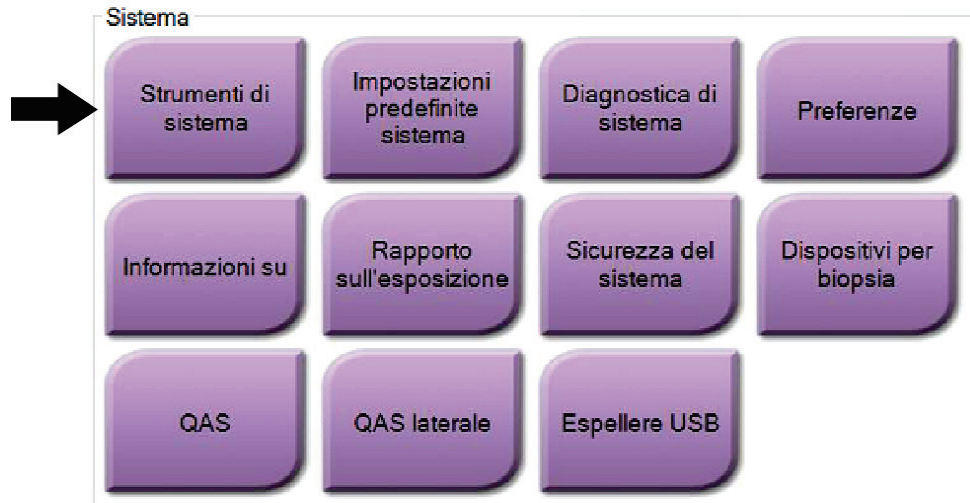 Sistema
Strumenti di
sistema
Impostazioni
predefinite
sistema
Diagnostica di
sistema
Preferenze
Informazioni su
Rapporto
sull'esposizione
Sicurezza del
sistema
Dispositivi per
biopsia
QAS
QAS laterale
Espellere USB